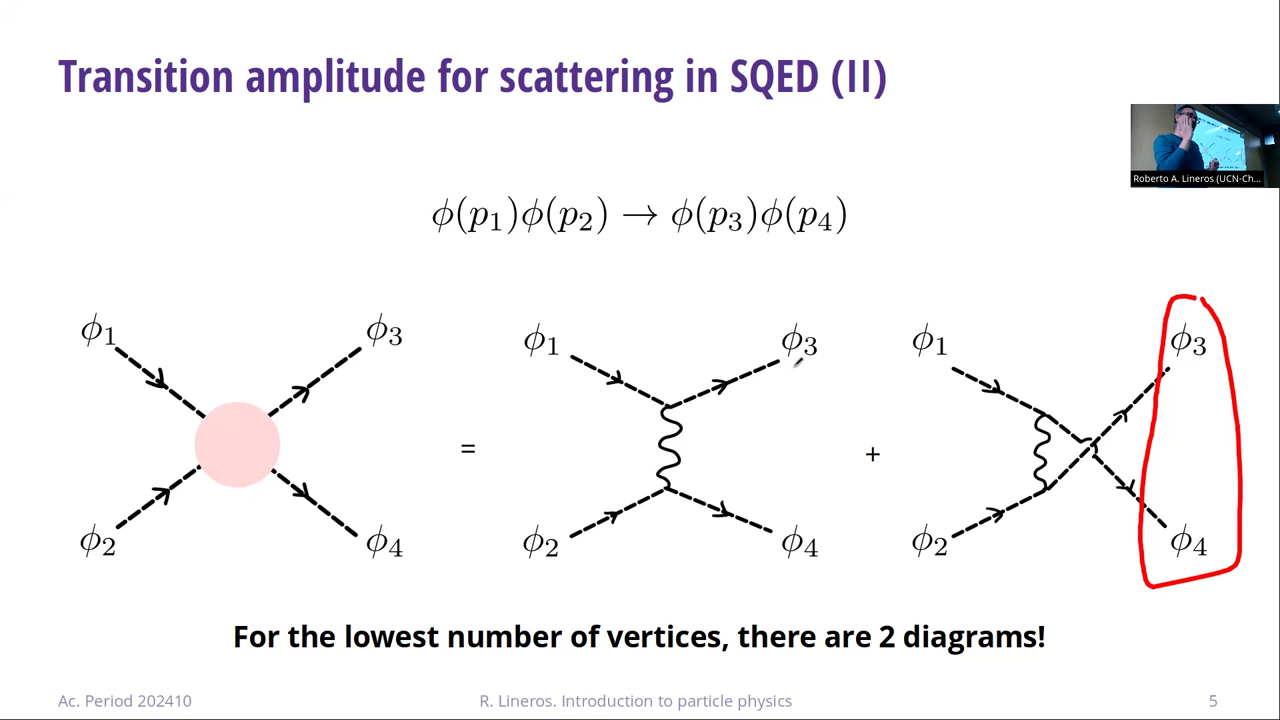 Transition amplitude for scattering in SQED (II)
Roberto A. Lineros (UCN-Ch...
ϕ(p₁)ϕ(p₂) → ϕ(p₃)ϕ(p₄)
ϕ₁ ϕ₃ ϕ₁ ϕ₃ ϕ₁ ϕ₃
= +
ϕ₂ ϕ₄ ϕ₂ ϕ₄ ϕ₂ ϕ₄
For the lowest number of vertices, there are 2 diagrams!
Ac. Period 202410 R. Lineros. Introduction to particle physics 5